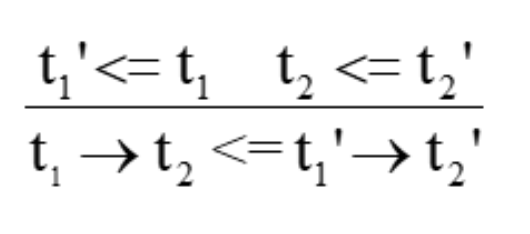 t₁'<= t₁ t₂ <= t₂'
t₁ → t₂ <= t₁' → t₂'